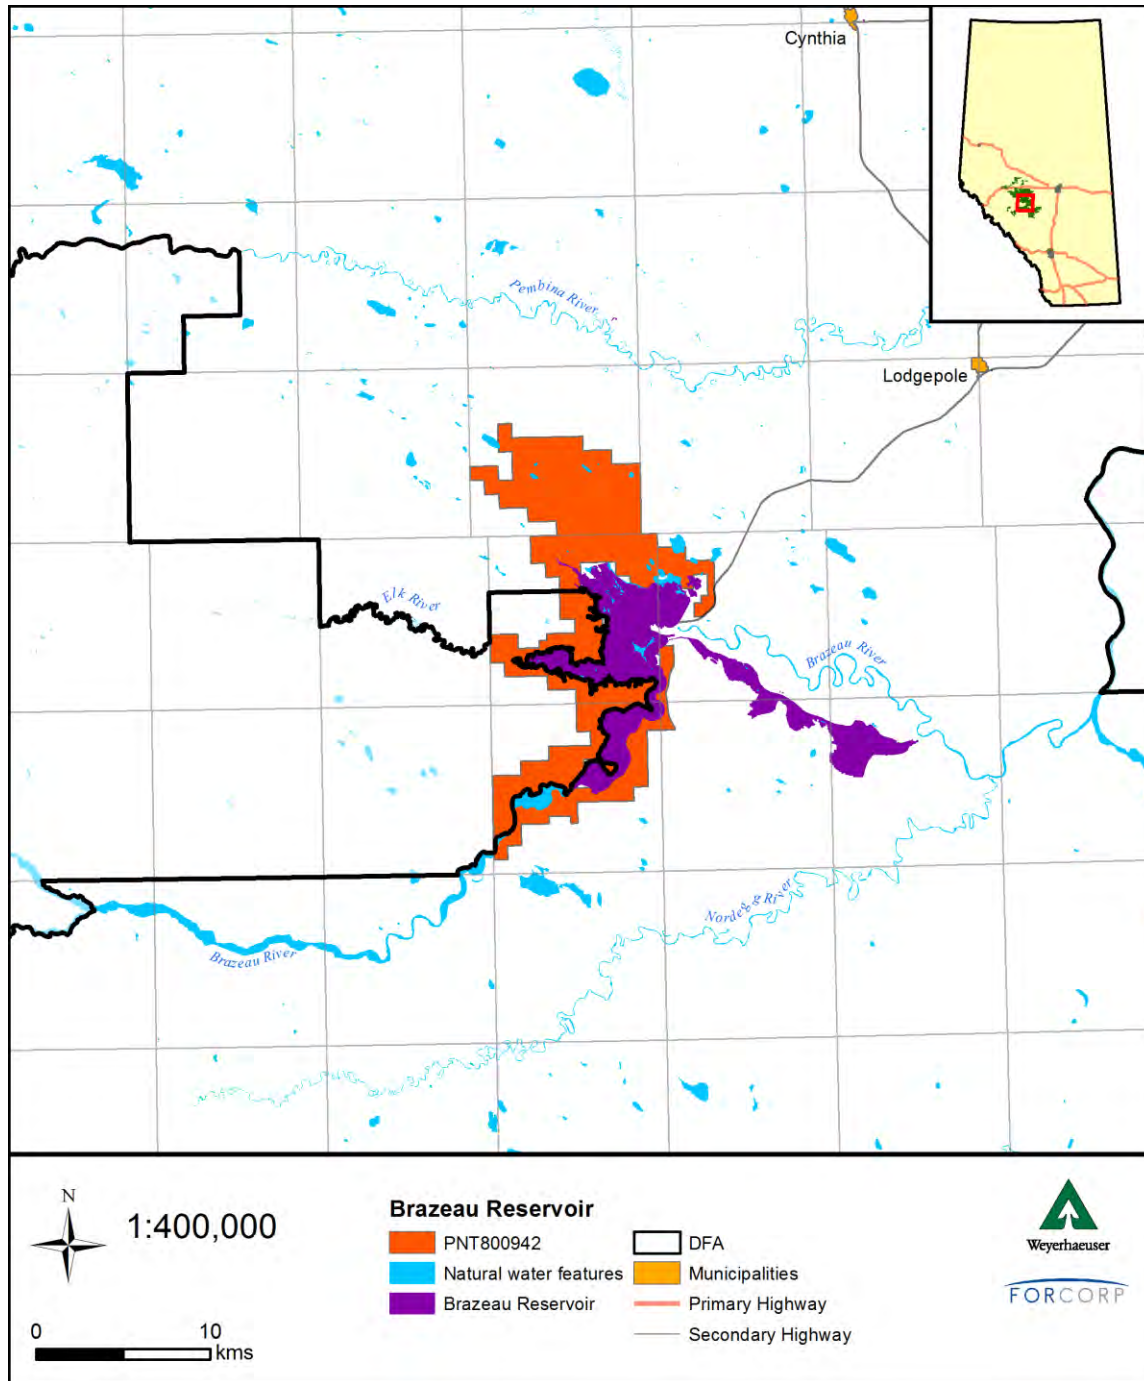 Cynthia
Pembina River
Lodgepole
Elk River
Brazeau River
Nordegg River
Brazeau River
N
1:400,000
0 10
kms
Brazeau Reservoir
PNT800942
Natural water features
Brazeau Reservoir
DFA
Municipalities
Primary Highway
Secondary Highway
Weyerhaeuser
FORCORP